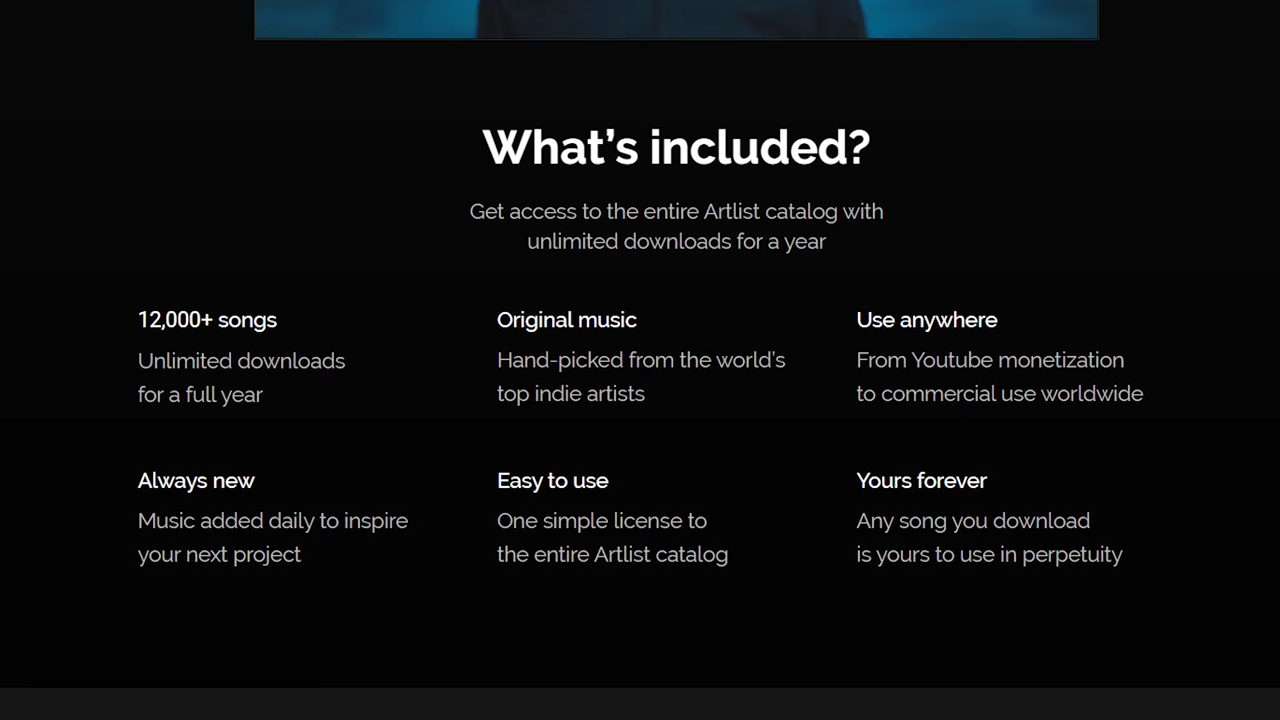 What's included?
Get access to the entire Artlist catalog with
unlimited downloads for a year
12,000+ songs
Unlimited downloads
for a full year
Original music
Hand-picked from the world's
top indie artists
Use anywhere
From Youtube monetization
to commercial use worldwide
Always new
Music added daily to inspire
your next project
Easy to use
One simple license to
the entire Artlist catalog
Yours forever
Any song you download
is yours to use in perpetuity